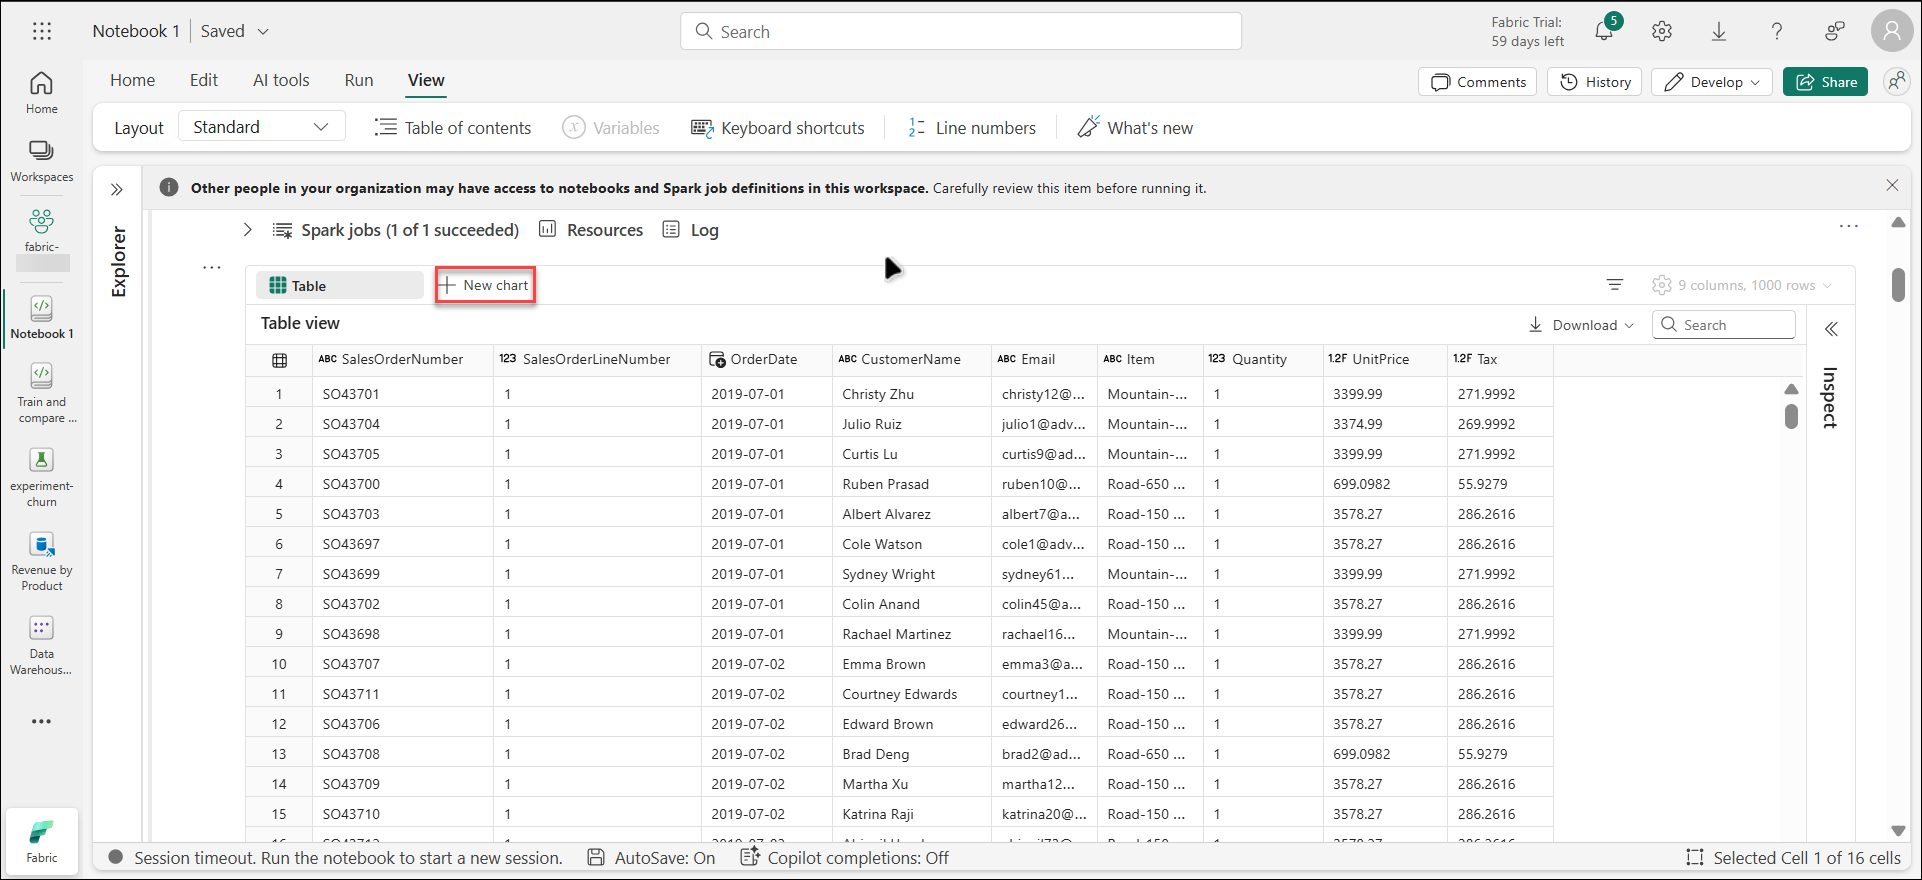 Notebook 1 Saved
Search
Fabric Trial:
59 days left
5
Home Edit AI tools Run View
Comments History Develop Share
Layout Standard Table of contents Variables Keyboard shortcuts Line numbers What's new
Home
Workspaces
fabric-
Notebook 1
Train and
compare ...
experiment-
churn
Revenue by
Product
Data
Warehous...
Fabric
Explorer
Other people in your organization may have access to notebooks and Spark job definitions in this workspace. Carefully review this item before running it.
Spark jobs (1 of 1 succeeded) Resources Log
Table New chart 9 columns, 1000 rows
Table view Download Search
Inspect
ABC SalesOrderNumber 123 SalesOrderLineNumber OrderDate ABC CustomerName ABC Email ABC Item 123 Quantity 1.2F UnitPrice 1.2F Tax
1 SO43701 1 2019-07-01 Christy Zhu christy12@... Mountain-... 1 3399.99 271.9992
2 SO43704 1 2019-07-01 Julio Ruiz julio1@adv... Mountain-... 1 3374.99 269.9992
3 SO43705 1 2019-07-01 Curtis Lu curtis9@ad... Mountain-... 1 3399.99 271.9992
4 SO43700 1 2019-07-01 Ruben Prasad ruben10@... Road-650 ... 1 699.0982 55.9279
5 SO43703 1 2019-07-01 Albert Alvarez albert7@a... Road-150 ... 1 3578.27 286.2616
6 SO43697 1 2019-07-01 Cole Watson cole1@adv... Road-150 ... 1 3578.27 286.2616
7 SO43699 1 2019-07-01 Sydney Wright sydney61... Mountain-... 1 3399.99 271.9992
8 SO43702 1 2019-07-01 Colin Anand colin45@a... Road-150 ... 1 3578.27 286.2616
9 SO43698 1 2019-07-01 Rachael Martinez rachael16... Mountain-... 1 3399.99 271.9992
10 SO43707 1 2019-07-02 Emma Brown emma3@a... Road-150 ... 1 3578.27 286.2616
11 SO43711 1 2019-07-02 Courtney Edwards courtney1... Road-150 ... 1 3578.27 286.2616
12 SO43706 1 2019-07-02 Edward Brown edward26... Road-150 ... 1 3578.27 286.2616
13 SO43708 1 2019-07-02 Brad Deng brad2@ad... Road-650 ... 1 699.0982 55.9279
14 SO43709 1 2019-07-02 Martha Xu martha12... Road-150 ... 1 3578.27 286.2616
15 SO43710 1 2019-07-02 Katrina Raji katrina20@... Road-150 ... 1 3578.27 286.2616
Session timeout. Run the notebook to start a new session. AutoSave: On Copilot completions: Off Selected Cell 1 of 16 cells